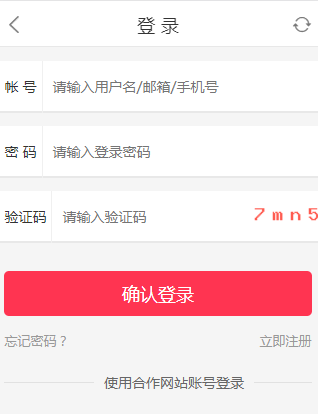 登 录
帐 号 请输入用户名/邮箱/手机号
密 码 请输入登录密码
验证码 请输入验证码 7 m n 5
确认登录
忘记密码？ 立即注册
使用合作网站账号登录